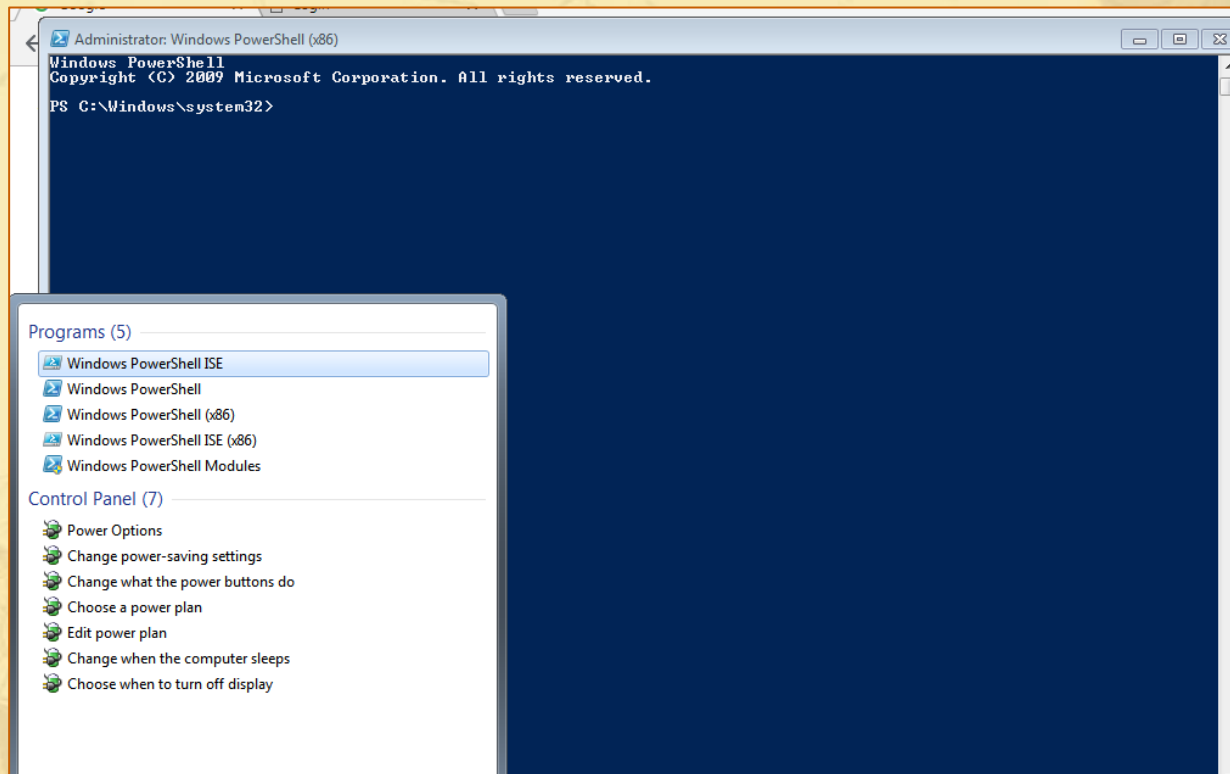 Administrator: Windows PowerShell (x86)
Windows PowerShell
Copyright (C) 2009 Microsoft Corporation. All rights reserved.
PS C:\Windows\system32>
Programs (5)
Windows PowerShell ISE
Windows PowerShell
Windows PowerShell (x86)
Windows PowerShell ISE (x86)
Windows PowerShell Modules
Control Panel (7)
Power Options
Change power-saving settings
Change what the power buttons do
Choose a power plan
Edit power plan
Change when the computer sleeps
Choose when to turn off display